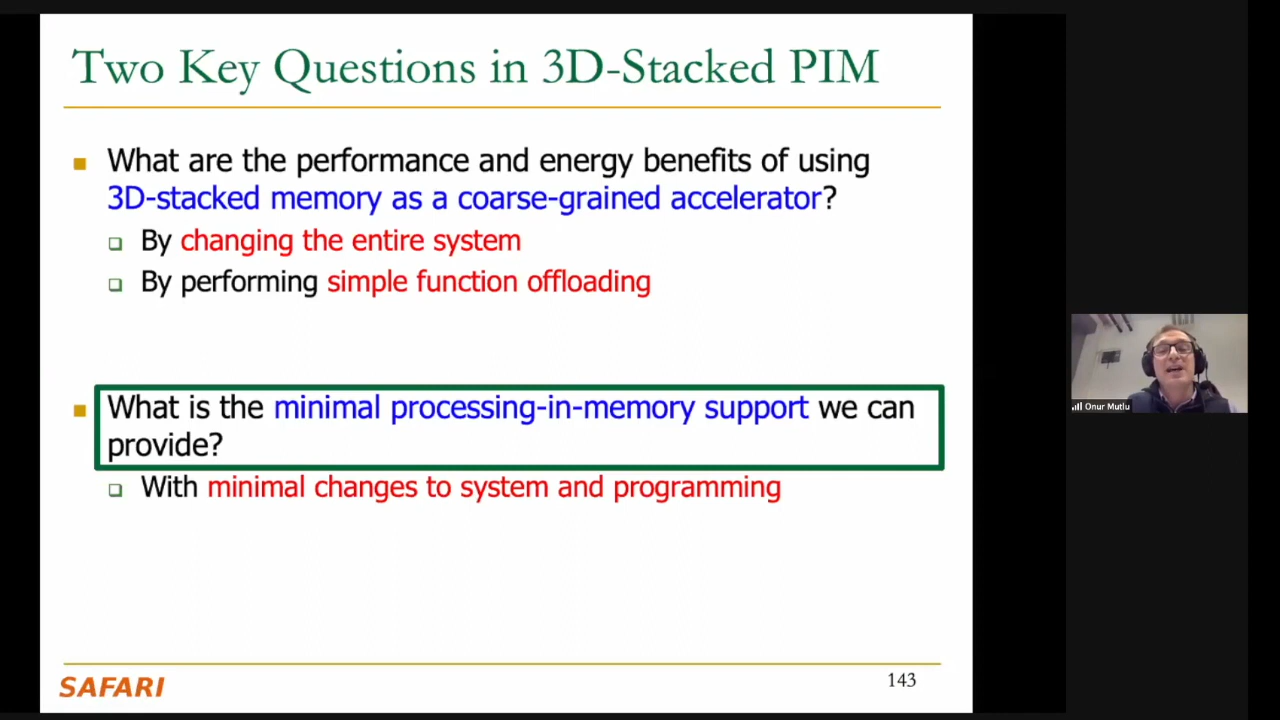 Two Key Questions in 3D-Stacked PIM
What are the performance and energy benefits of using
3D-stacked memory as a coarse-grained accelerator?
By changing the entire system
By performing simple function offloading
What is the minimal processing-in-memory support we can
provide?
With minimal changes to system and programming
SAFARI
143
Onur Mutlu